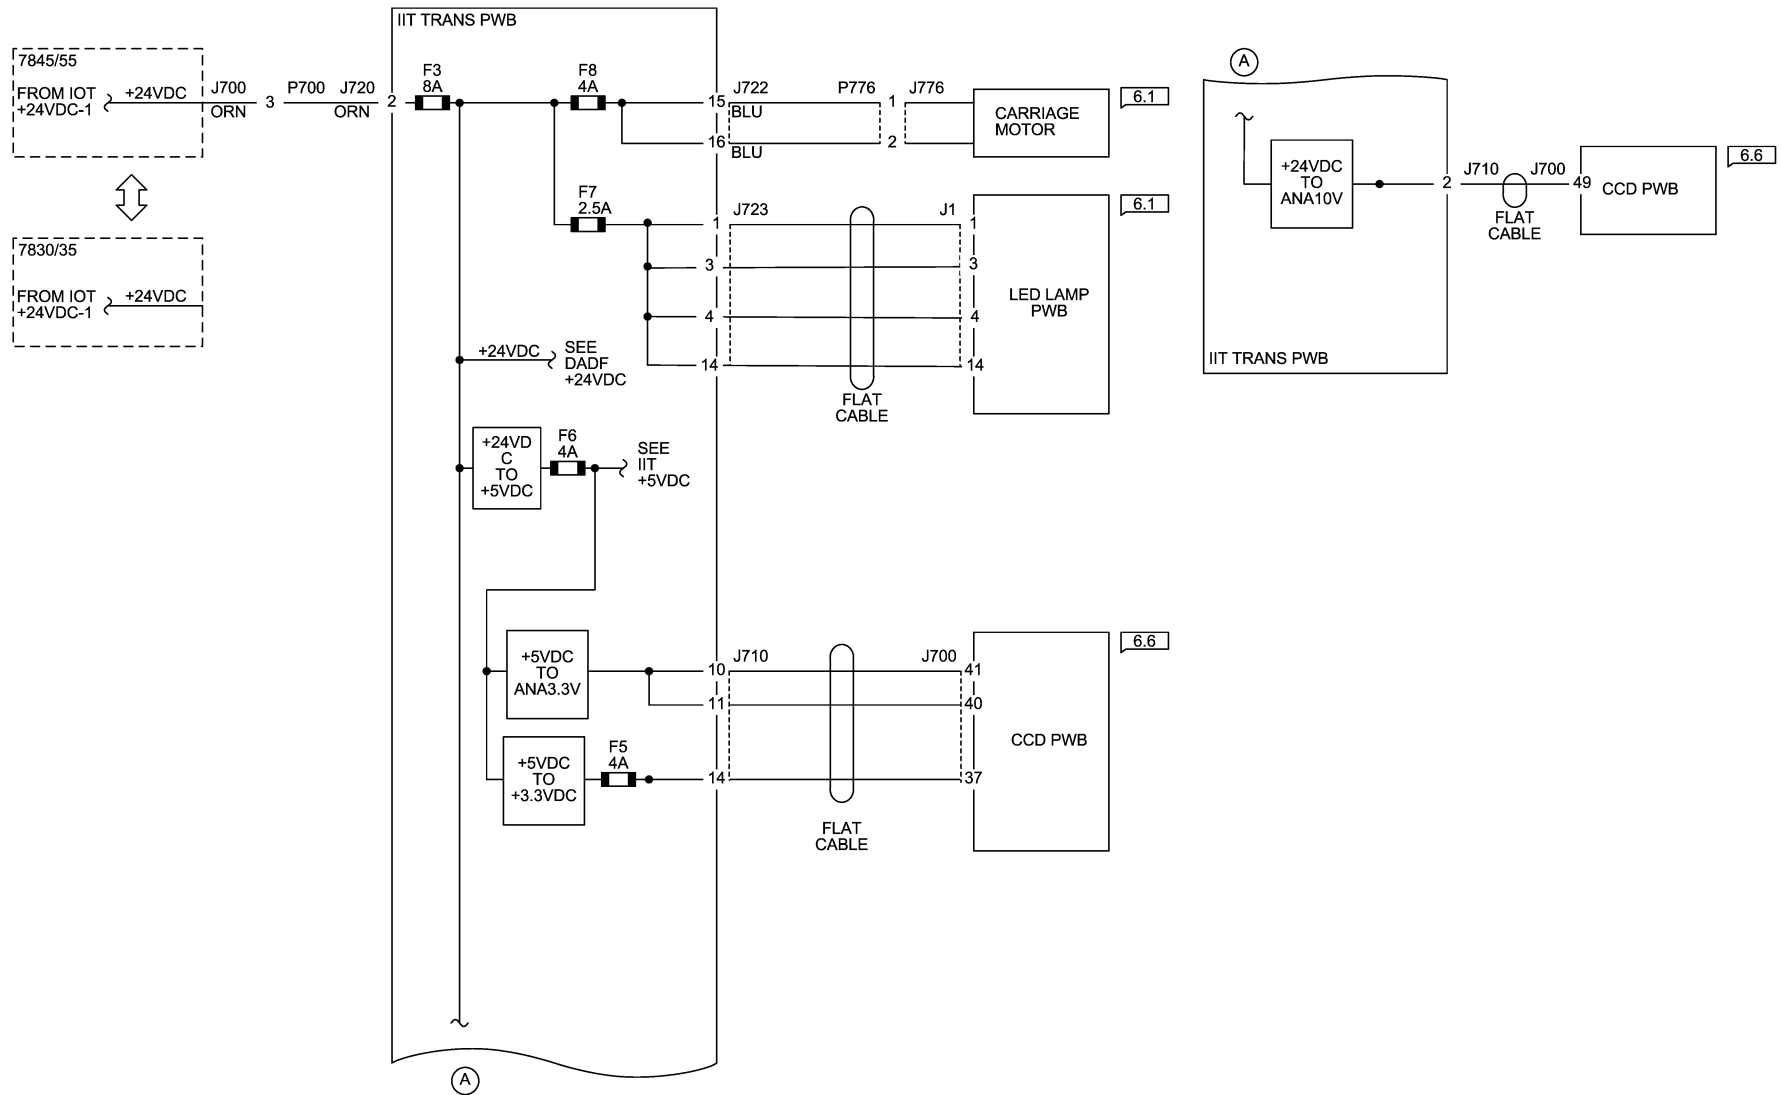 IIT TRANS PWB
7845/55
FROM IOT
+24VDC-1
+24VDC
J700
ORN
3
P700
J720
ORN
2
F3
8A
F8
4A
15
J722
BLU
16
BLU
P776
1
J776
2
CARRIAGE
MOTOR
6.1
7830/35
FROM IOT
+24VDC-1
+24VDC
F7
2.5A
1
J723
J1
1
3
3
4
4
14
14
LED LAMP
PWB
6.1
FLAT
CABLE
+24VDC
SEE
DADF
+24VDC
+24VD
C
TO
+5VDC
F6
4A
SEE
IIT
+5VDC
+5VDC
TO
ANA3.3V
10
J710
J700
41
11
40
+5VDC
TO
+3.3VDC
F5
4A
14
37
CCD PWB
6.6
FLAT
CABLE
A
A
+24VDC
TO
ANA10V
2
J710
J700
49
FLAT
CABLE
CCD PWB
6.6
IIT TRANS PWB